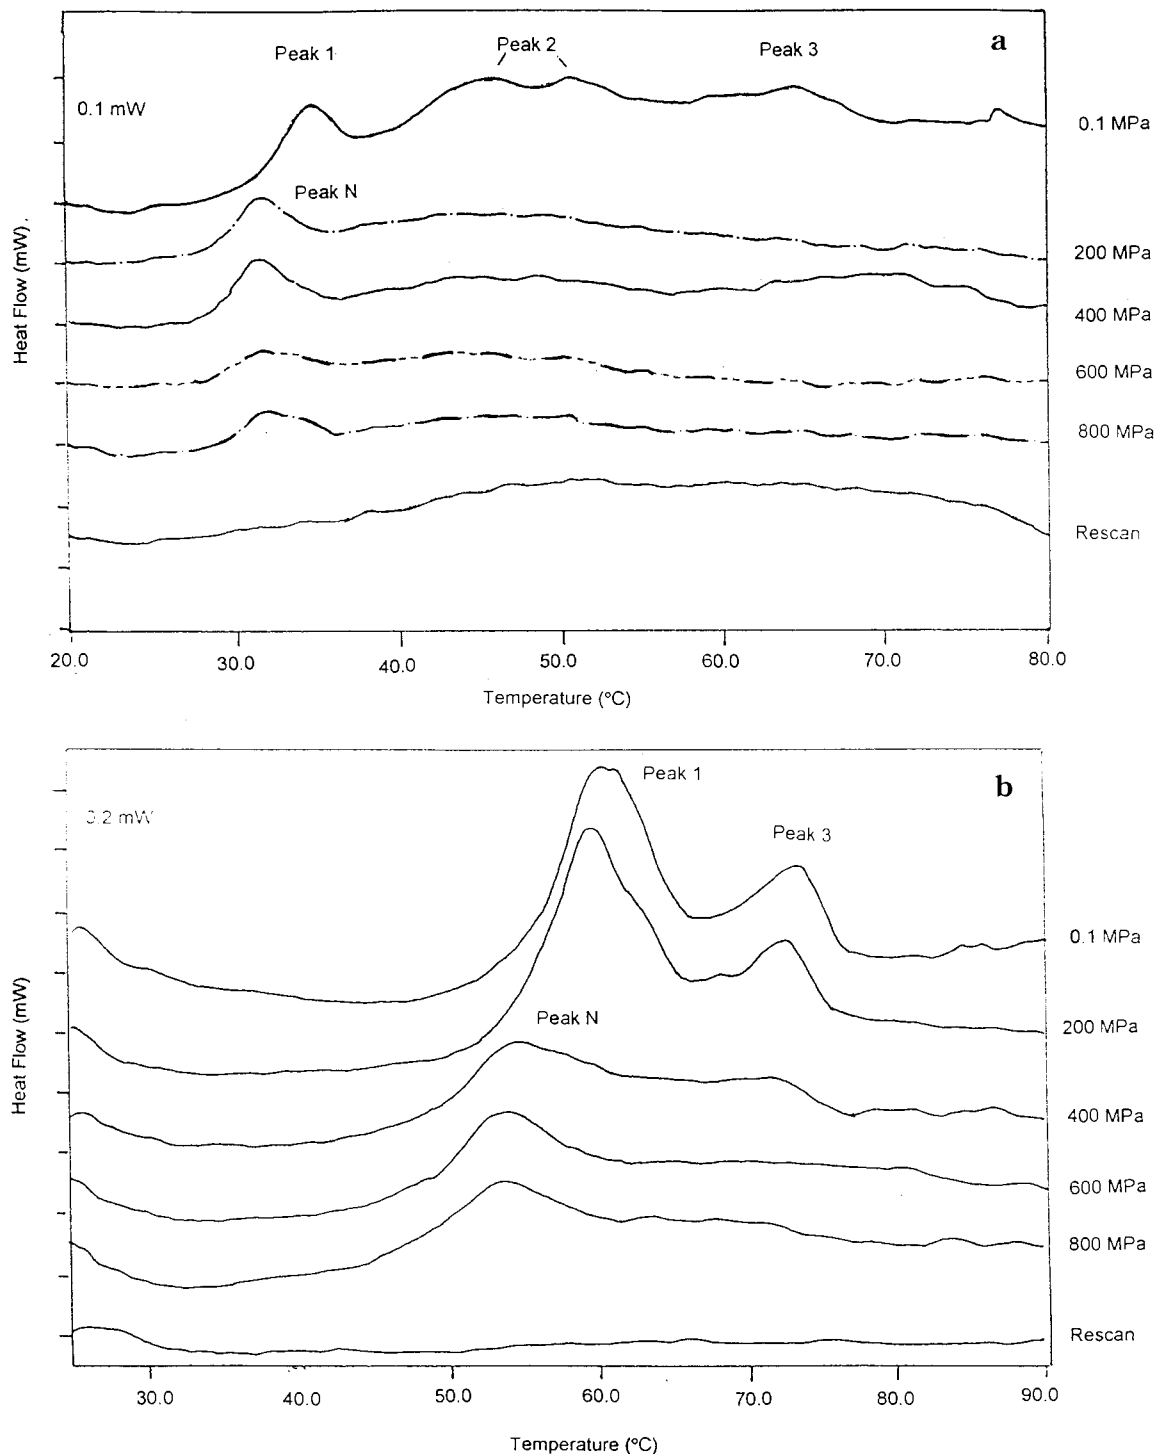 a
Peak 1
Peak 2
Peak 3
0.1 mW
0.1 MPa
Peak N
200 MPa
400 MPa
600 MPa
800 MPa
Rescan
Heat Flow (mW).
20.0 30.0 40.0 50.0 60.0 70.0 80.0
Temperature (°C)
b
Peak 1
0.2 mW
Peak 3
0.1 MPa
Peak N
200 MPa
400 MPa
600 MPa
800 MPa
Rescan
Heat Flow (mW)
30.0 40.0 50.0 60.0 70.0 80.0 90.0
Temperature (°C)